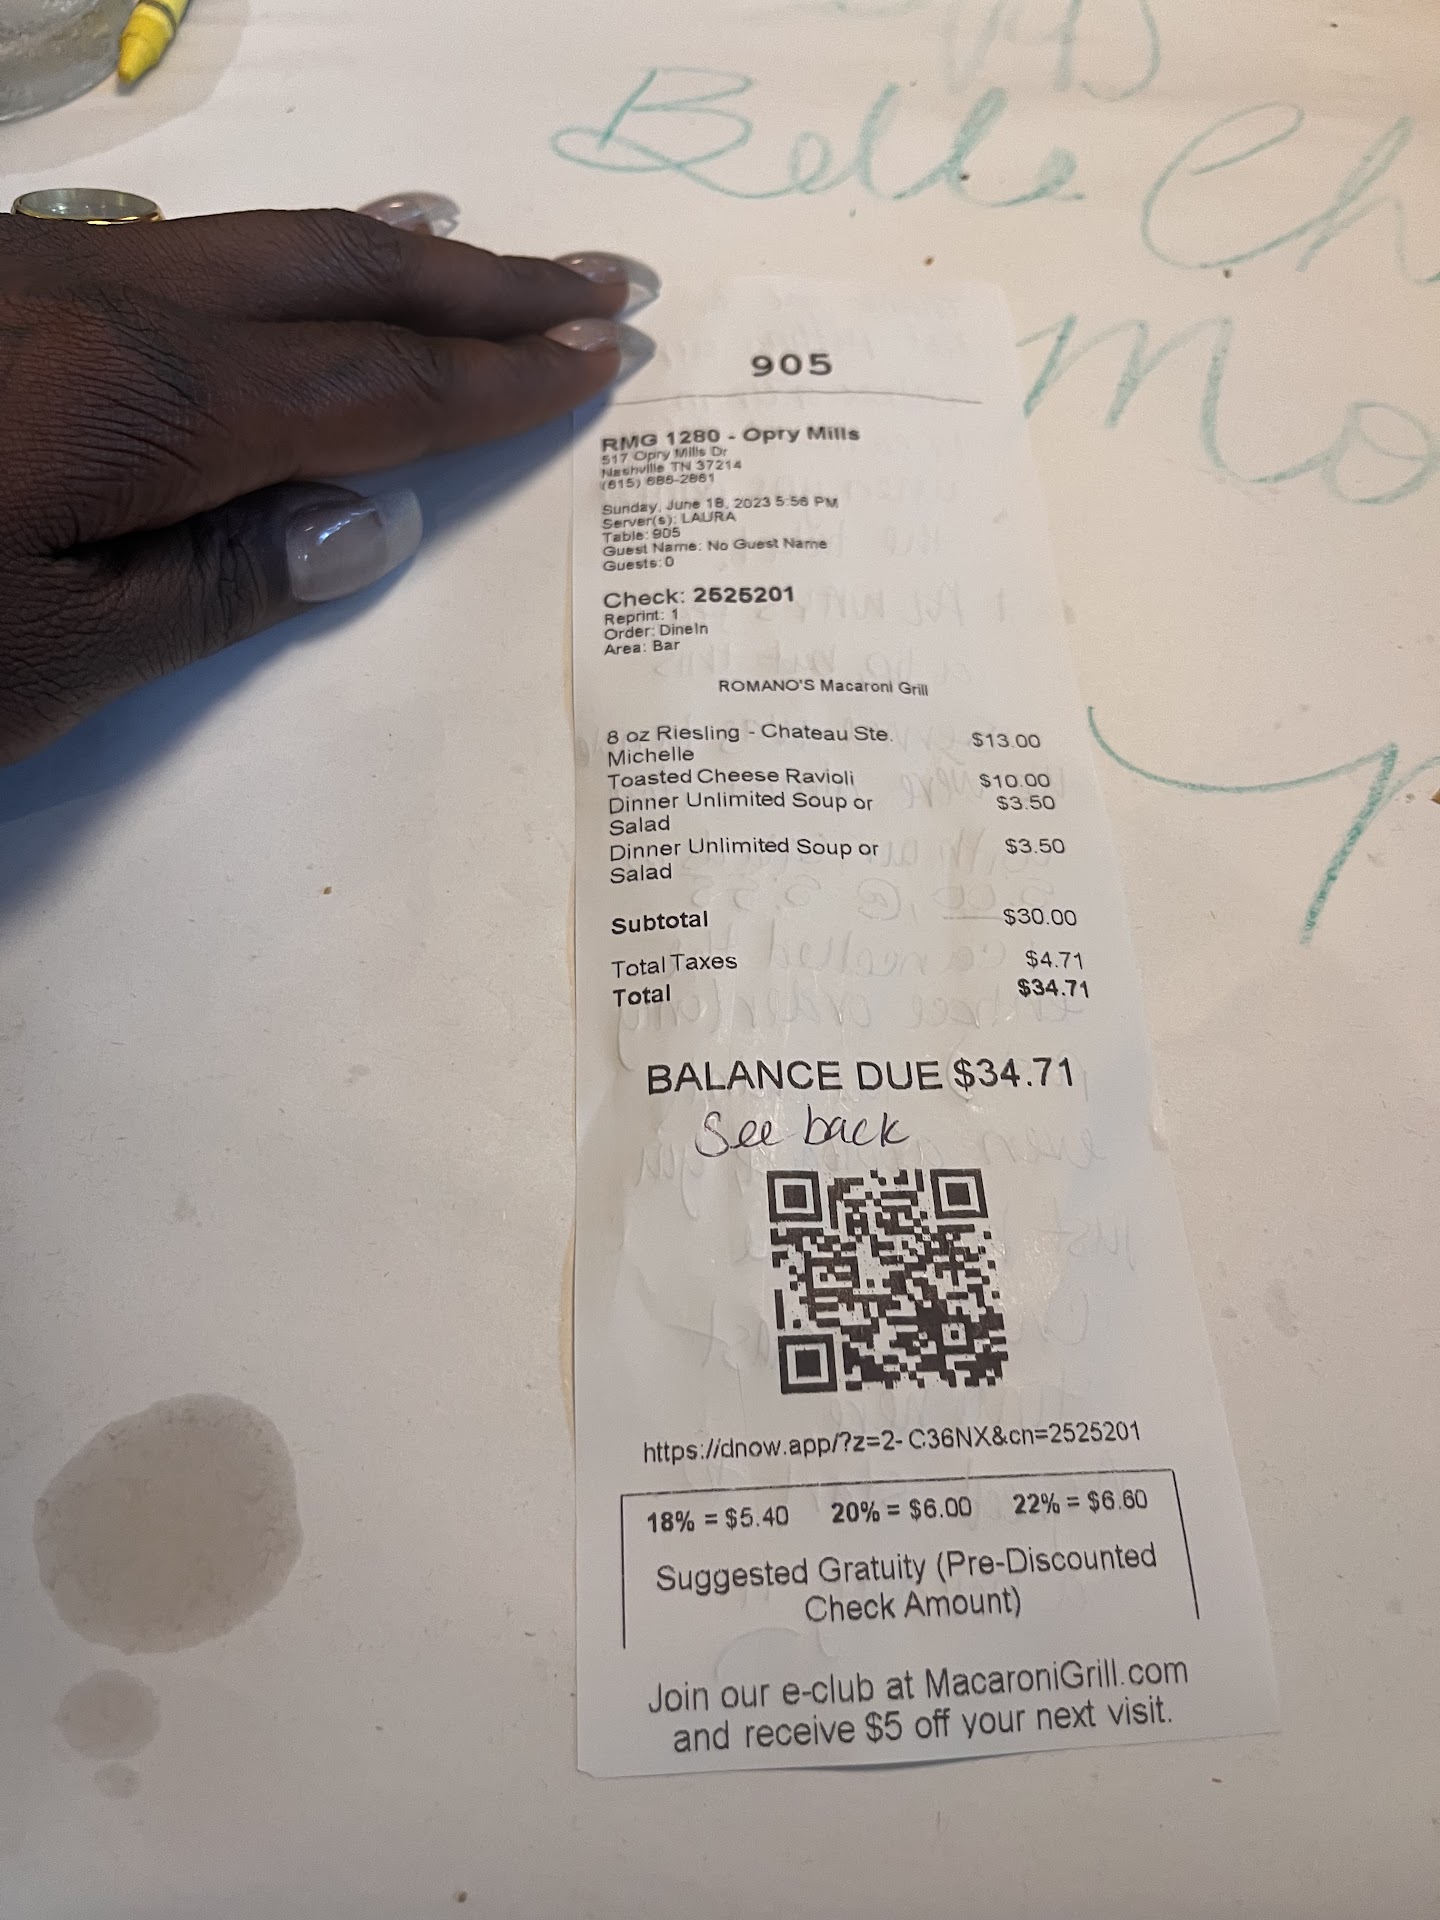 Belle Ch
Mo
905
RMG 1280 - Opry Mills
517 Opry Mills Dr
Nashville TN 37214
(615) 686-2861
Sunday, June 18, 2023 5:56 PM
Server(s): LAURA
Table: 905
Guest Name: No Guest Name
Guests: 0
Check: 2525201
Reprint: 1
Order: DineIn
Area: Bar
ROMANO'S Macaroni Grill
8 oz Riesling - Chateau Ste. $13.00
Michelle
Toasted Cheese Ravioli $10.00
Dinner Unlimited Soup or $3.50
Salad
Dinner Unlimited Soup or $3.50
Salad
Subtotal $30.00
Total Taxes $4.71
Total $34.71
BALANCE DUE $34.71
See back
https://dnow.app/?z=2-C36NX&cn=2525201
18% = $5.40 20% = $6.00 22% = $6.60
Suggested Gratuity (Pre-Discounted
Check Amount)
Join our e-club at MacaroniGrill.com
and receive $5 off your next visit.